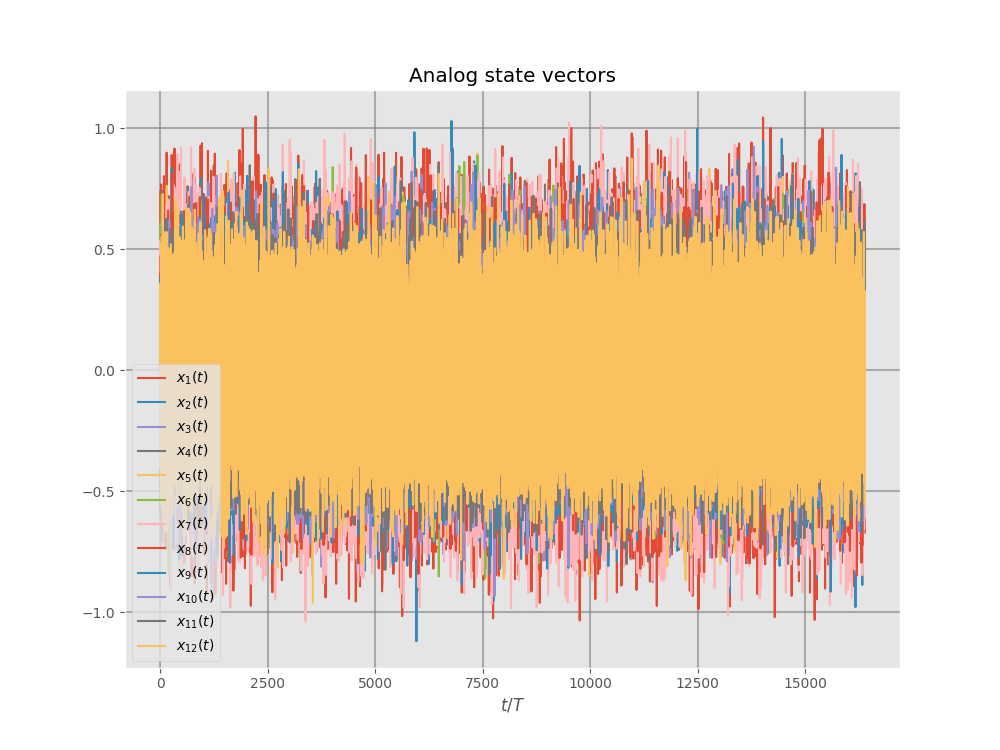 Analog state vectors
1.0
0.5
0.0
−0.5
−1.0
x₁(t)
x₂(t)
x₃(t)
x₄(t)
x₅(t)
x₆(t)
x₇(t)
x₈(t)
x₉(t)
x₁₀(t)
x₁₁(t)
x₁₂(t)
0 2500 5000 7500 10000 12500 15000
t/T